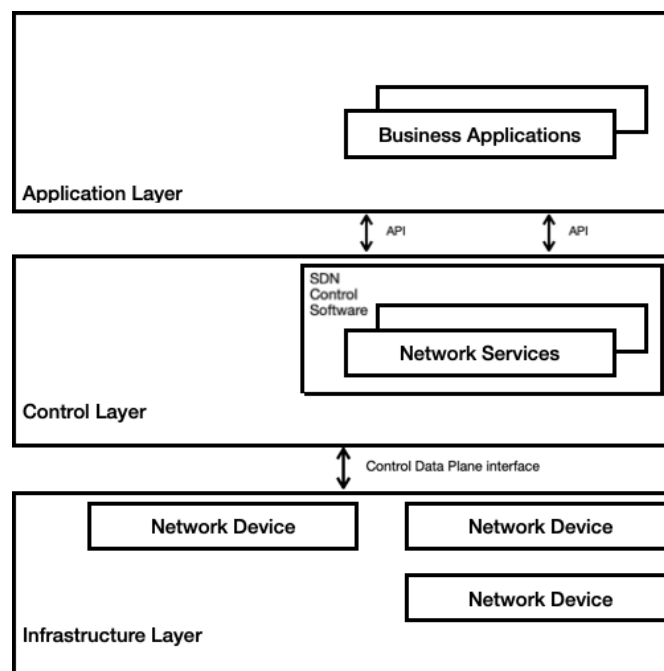 Business Applications
Application Layer
API
API
SDN
Control
Software
Network Services
Control Layer
Control Data Plane interface
Network Device
Network Device
Network Device
Infrastructure Layer